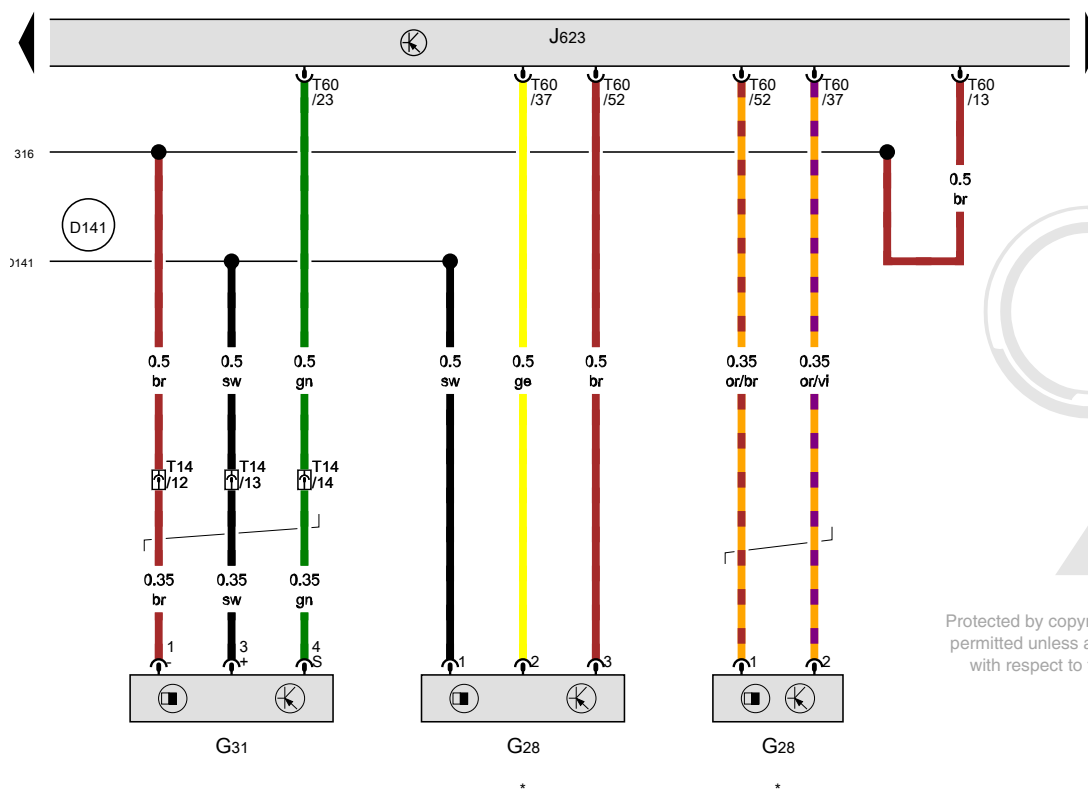 J623
T60 T60 T60 T60 T60 T60
/23 /37 /52 /52 /37 /13
316
0.5
br
D141
141
0.5 0.5 0.5 0.5 0.5 0.5 0.35 0.35
br sw gn sw ge br or/br or/vi
T14 T14 T14
/12 /13 /14
0.35 0.35 0.35
br sw gn
Protected by copyr
permitted unless a
with respect to
1 3 4 1 2 3 1 2
- + S
G31 G28 G28
* *